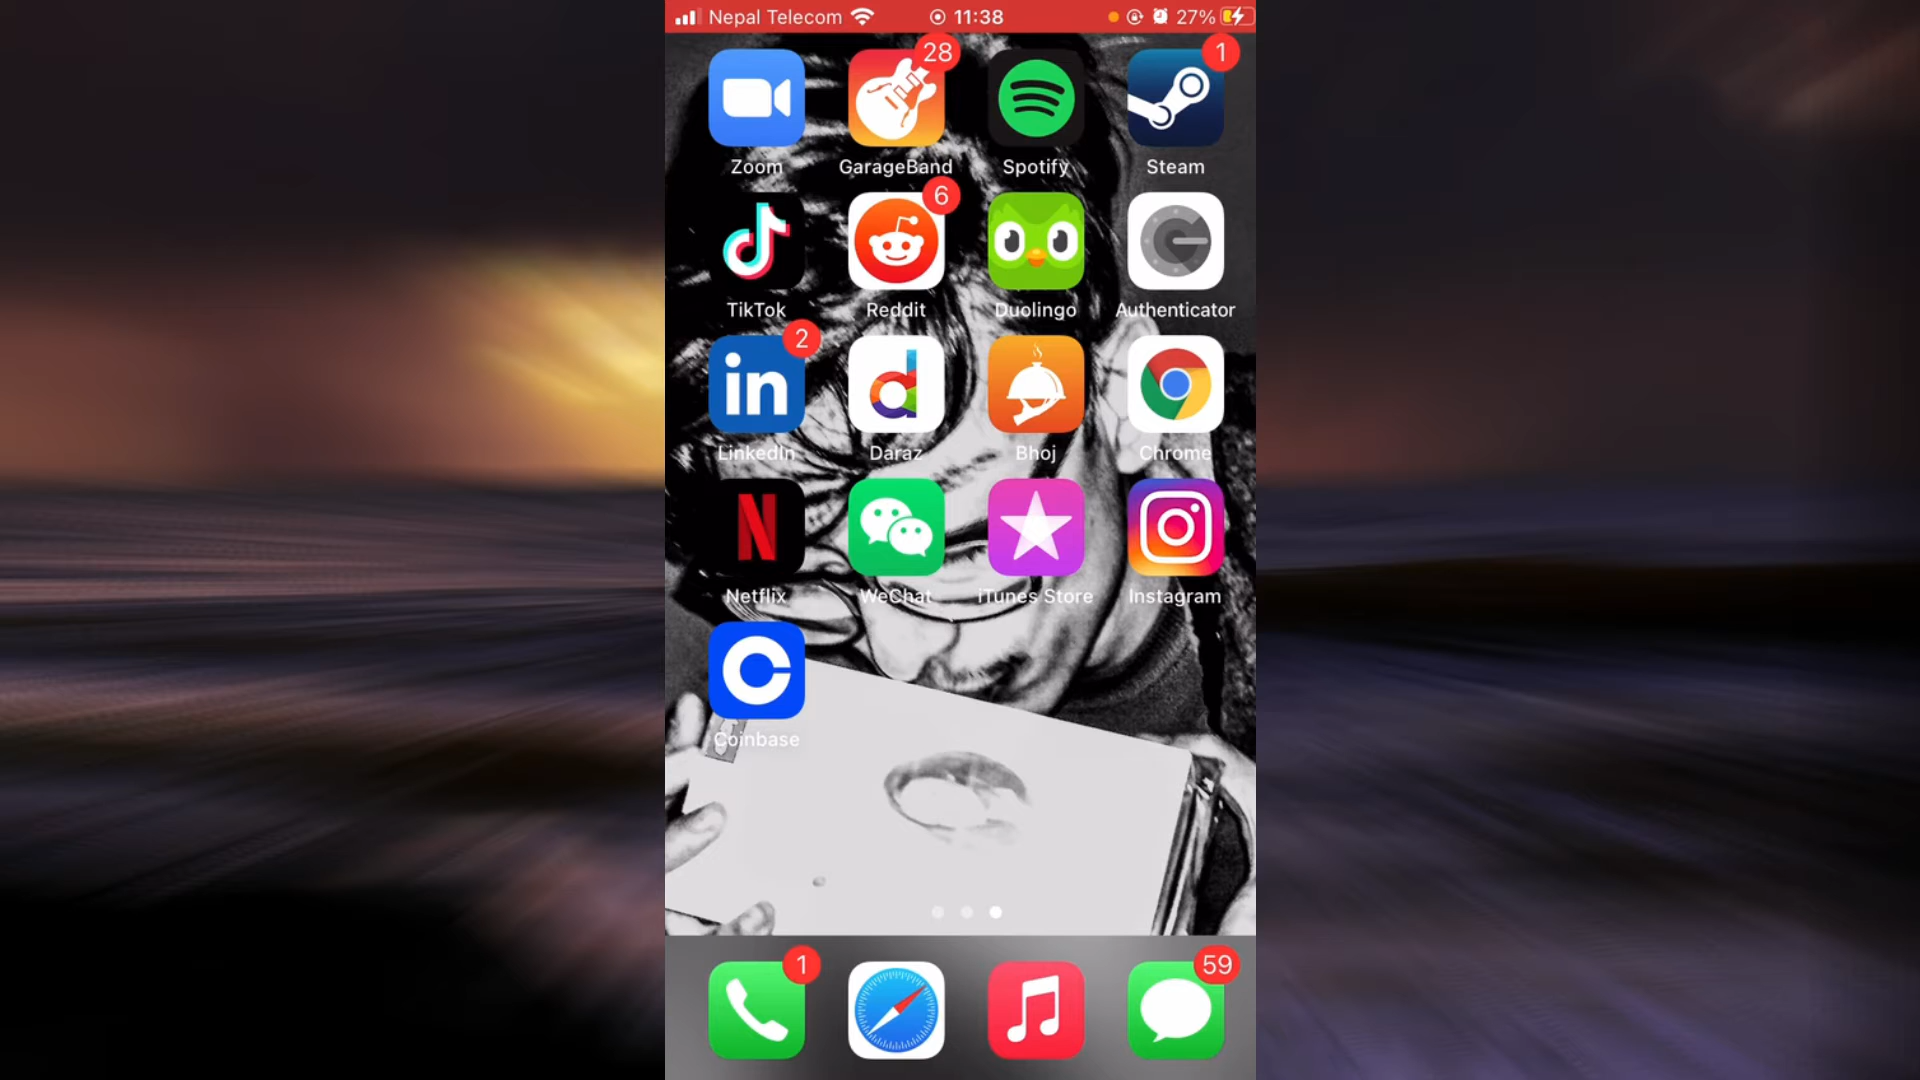 Nepal Telecom 11:38 27%
28 1
Zoom GarageBand Spotify Steam
6
TikTok Reddit Duolingo Authenticator
2
in
LinkedIn Daraz Bhoj Chrome
N
Netflix WeChat iTunes Store Instagram
Coinbase
1 59